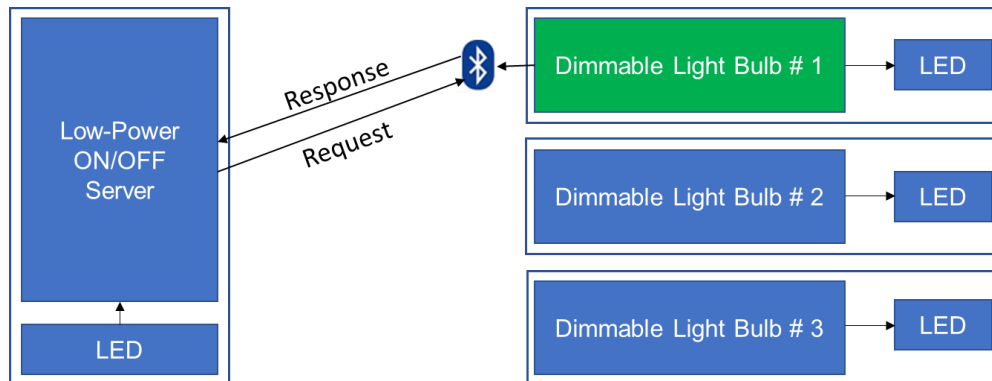 Low-Power
ON/OFF
Server
LED
Response
Request
Dimmable Light Bulb # 1
LED
Dimmable Light Bulb # 2
LED
Dimmable Light Bulb # 3
LED